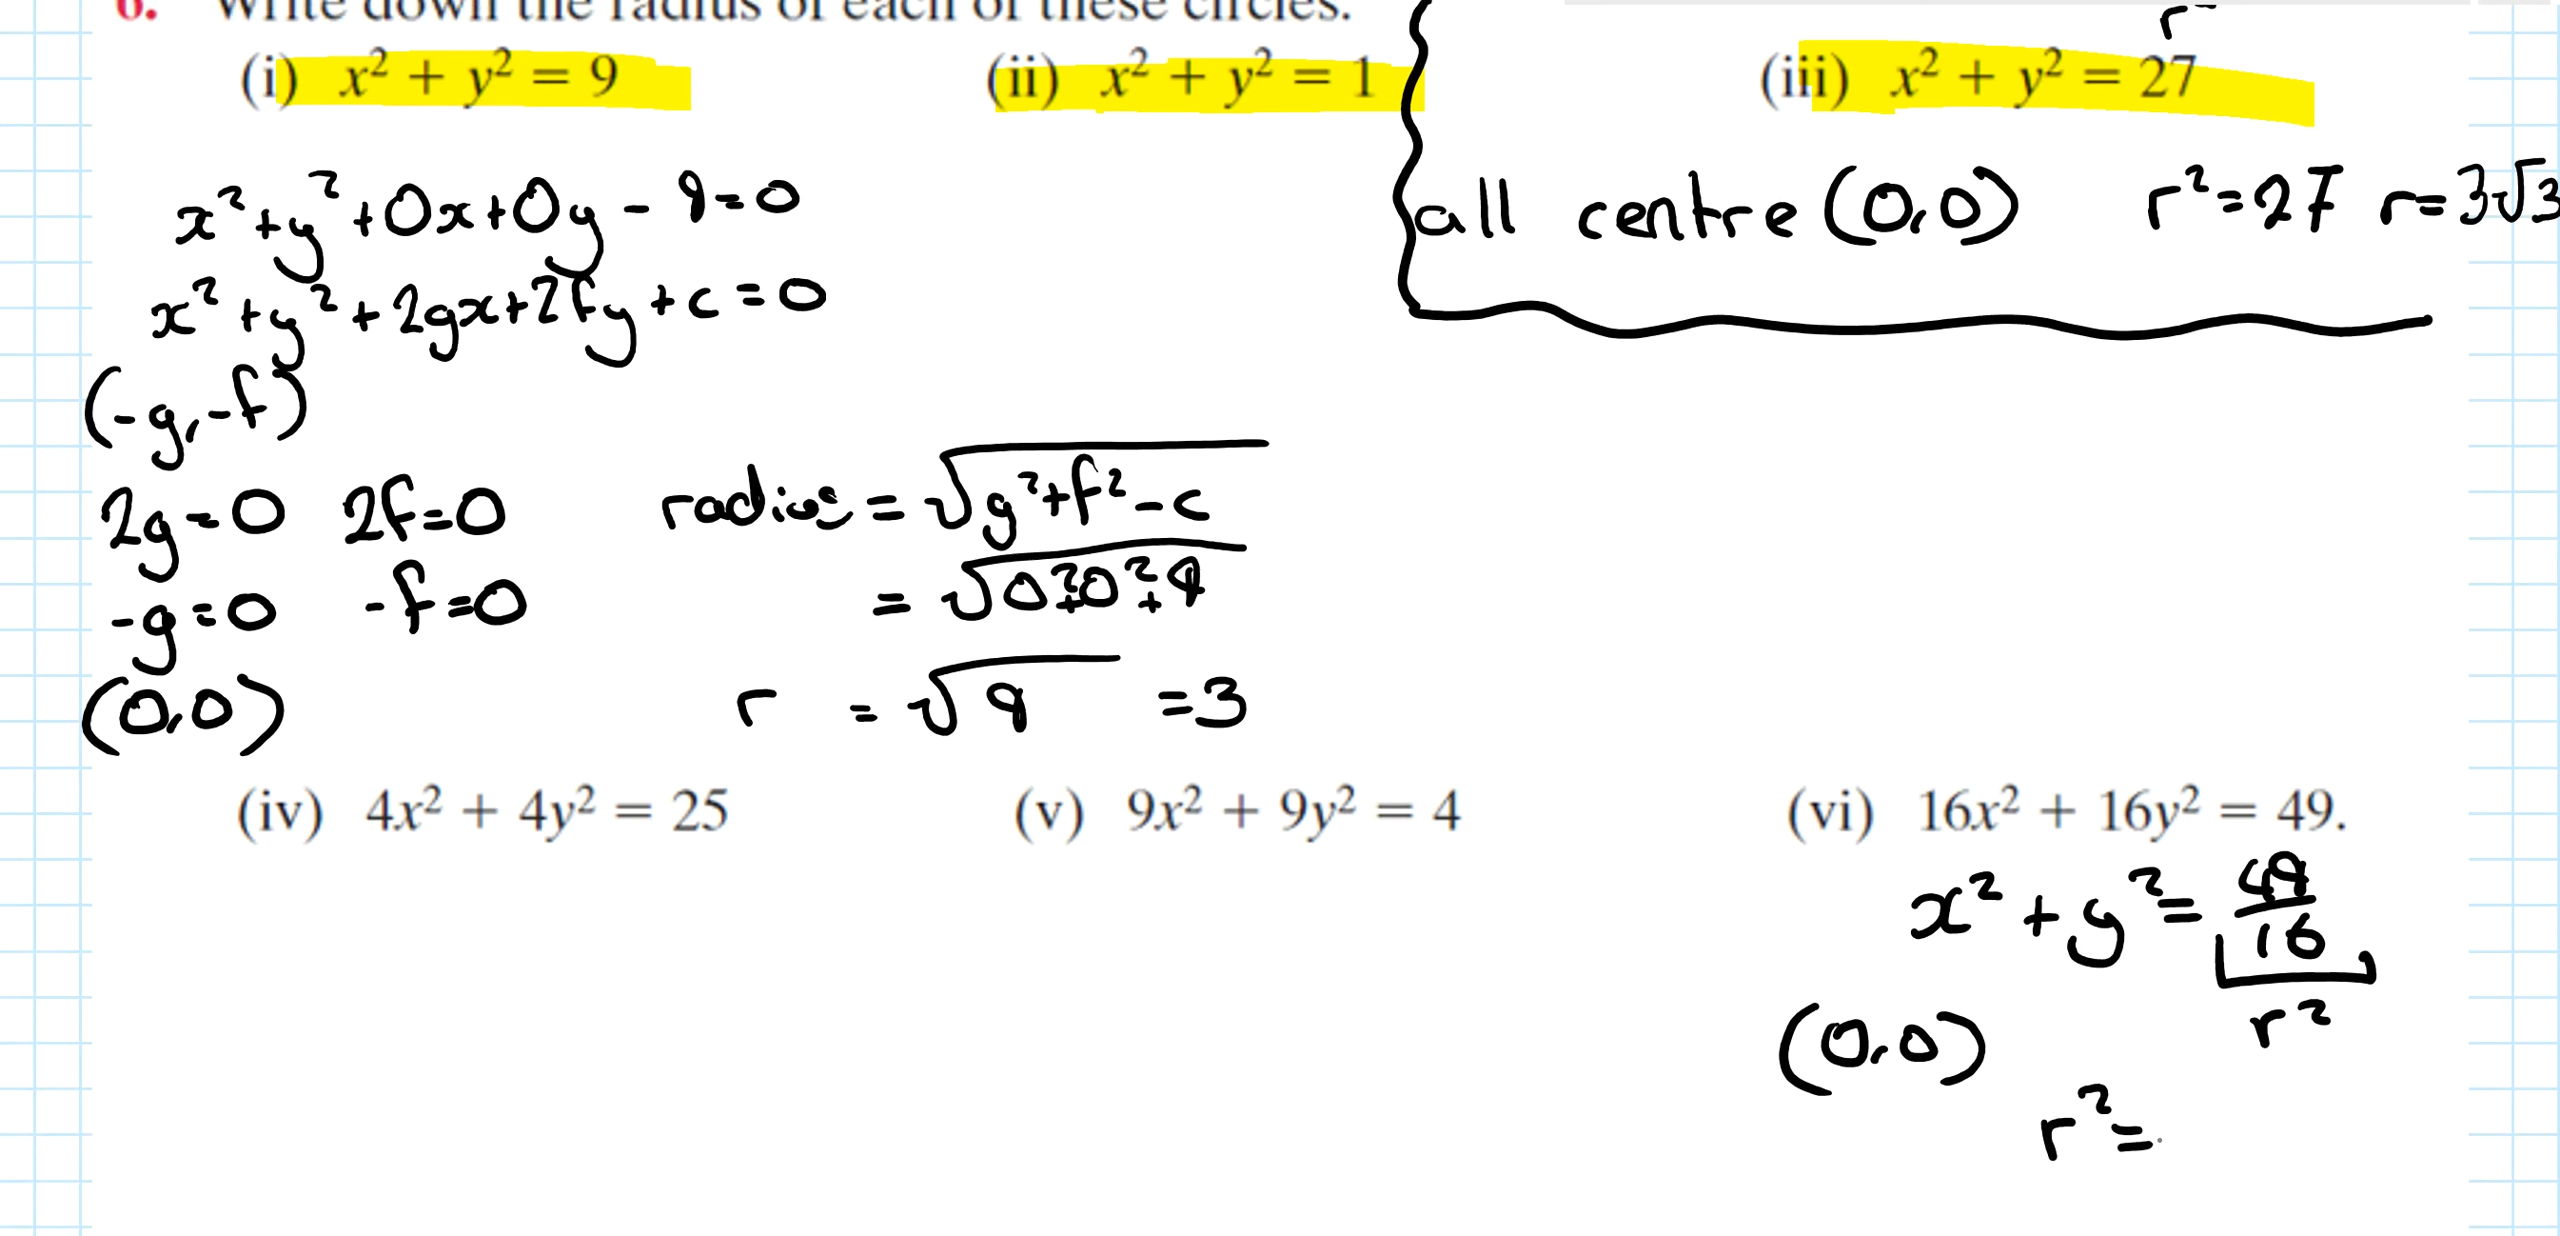 6. Write down the radius of each of these circles.
(i) x² + y² = 9 (ii) x² + y² = 1 (iii) x² + y² = 27
r²
x²+y²+0x+0y-9=0
all centre (0,0) r²=27 r=3√3
x²+y²+2gx+2fy+c=0
(-g,-f)
2g=0 2f=0 radius = √g²+f²-c
-g=0 -f=0 = √0²+0²+9
(0,0) r = √9 =3
(iv) 4x² + 4y² = 25 (v) 9x² + 9y² = 4 (vi) 16x² + 16y² = 49.
x²+y²= 49/16
(0,0) r²
r²=